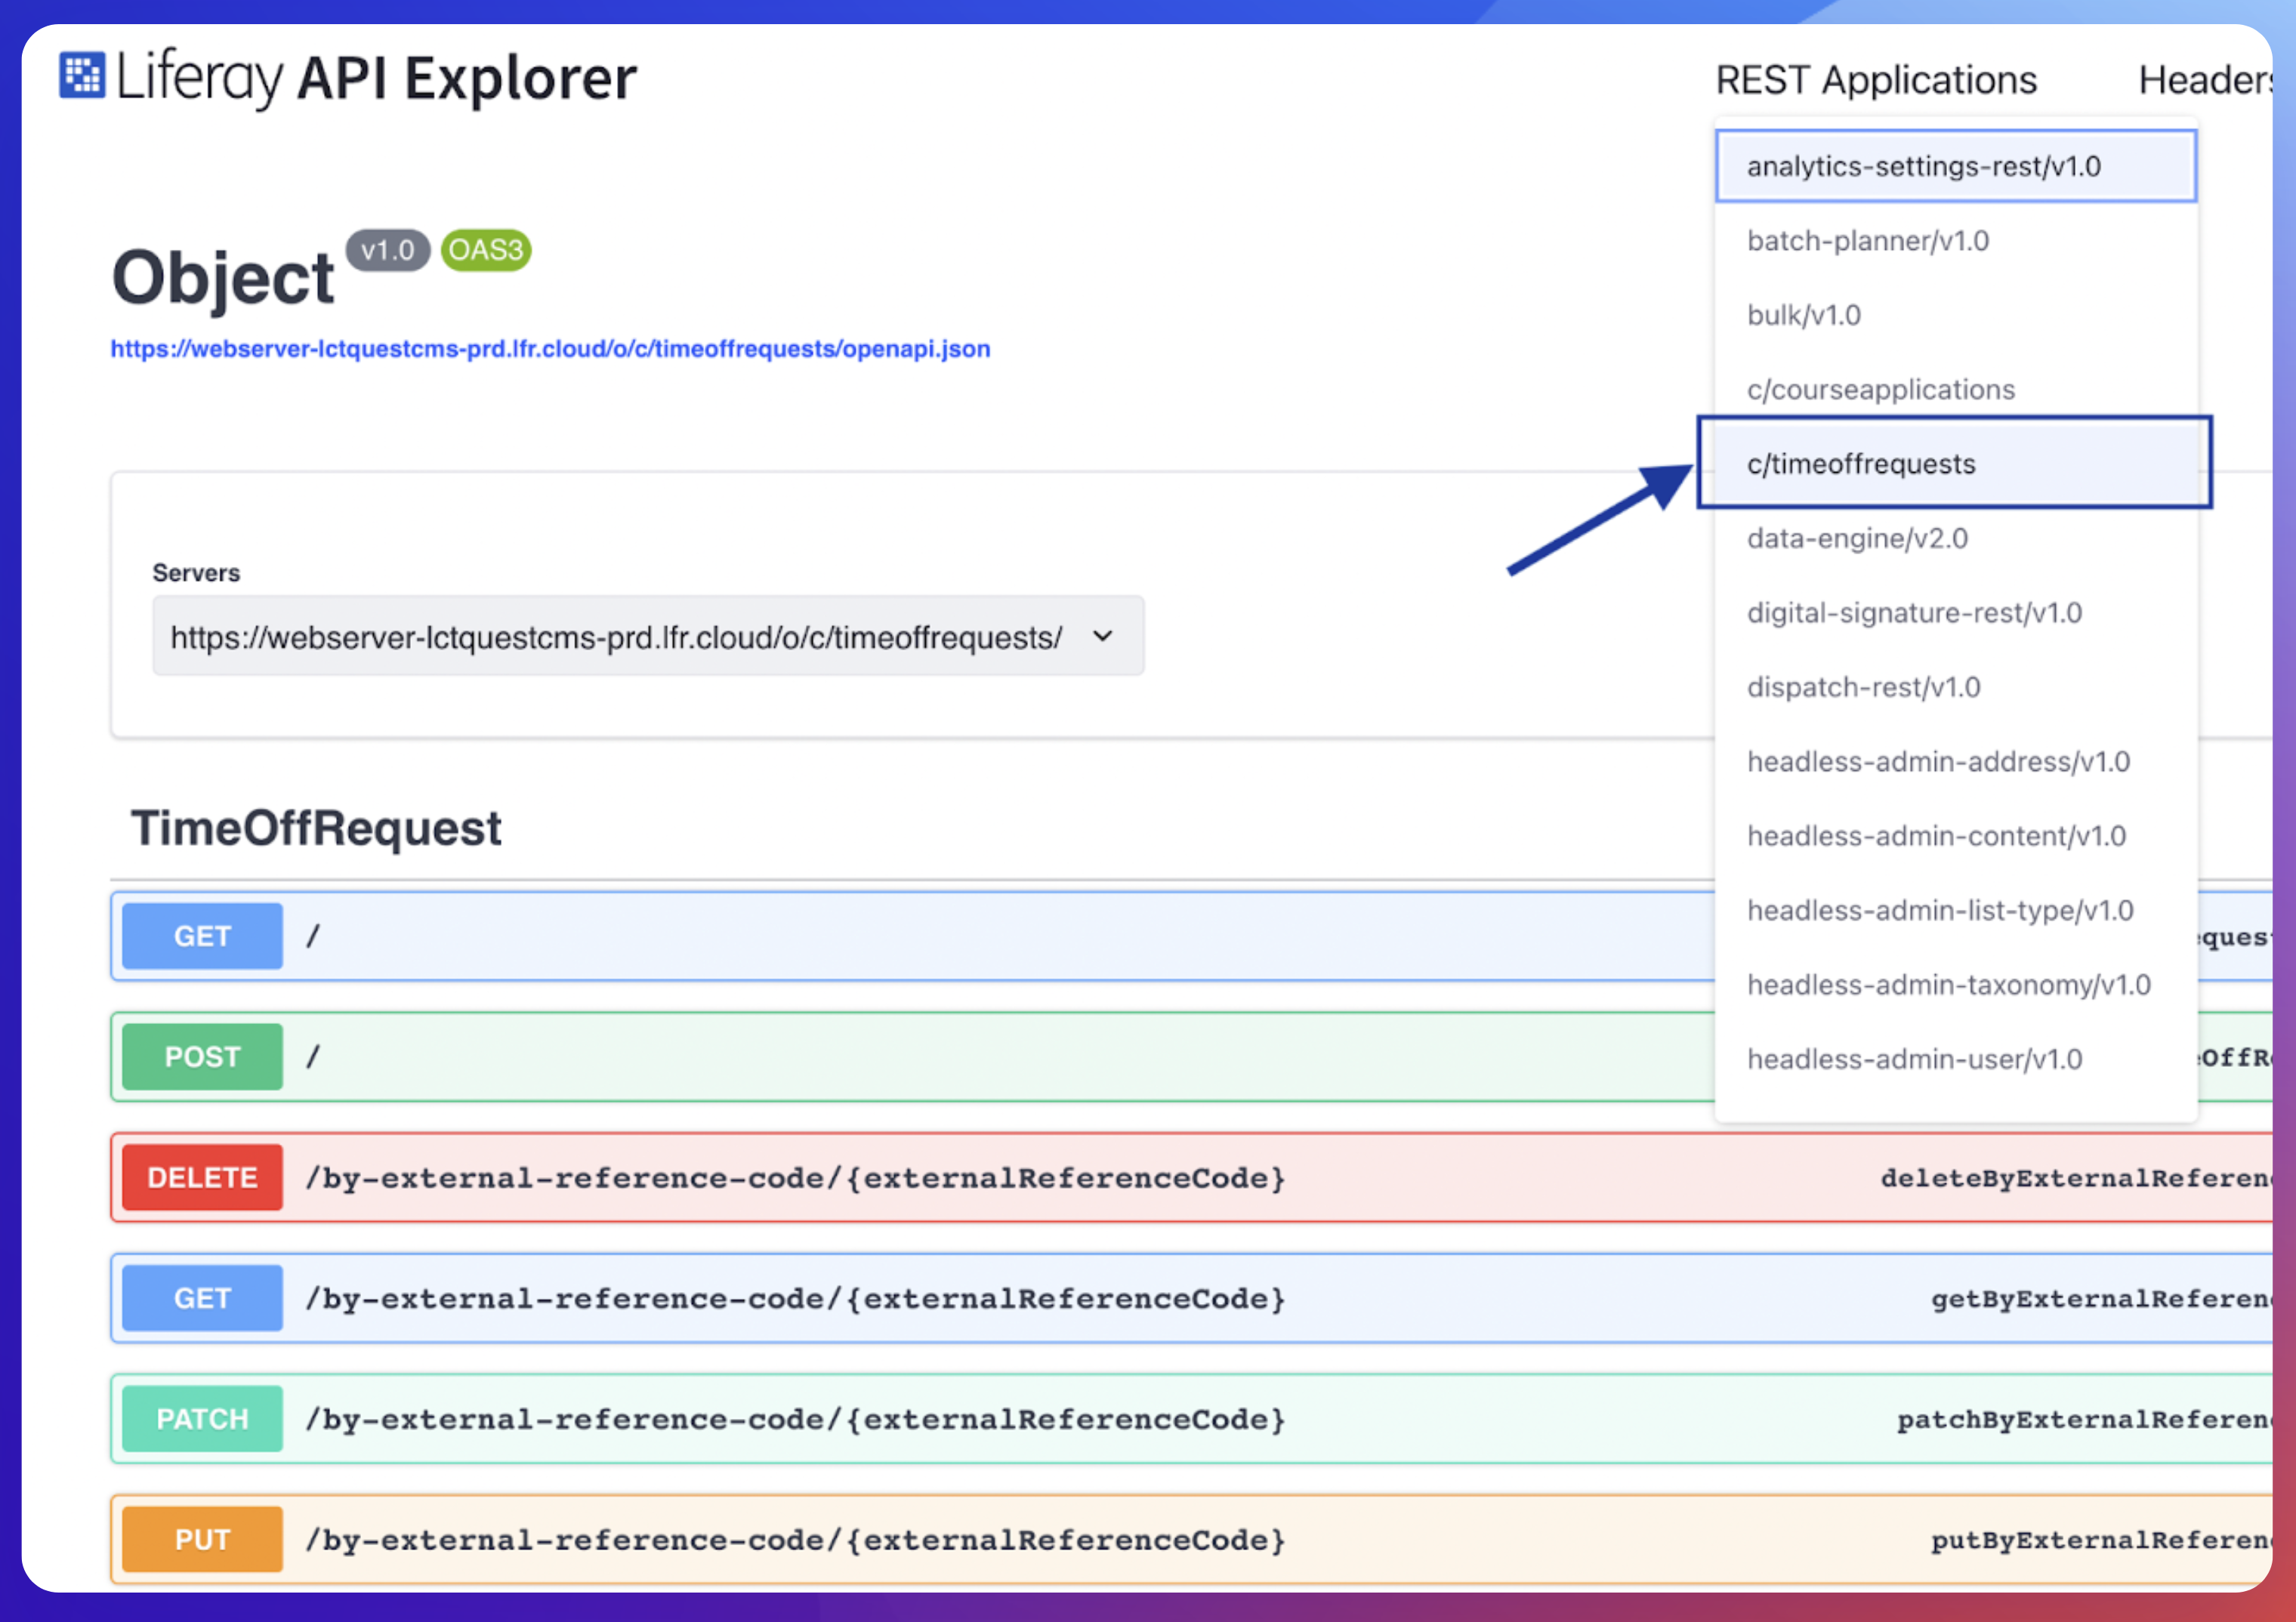 Liferay API Explorer
REST Applications
Headers
analytics-settings-rest/v1.0
batch-planner/v1.0
bulk/v1.0
c/courseapplications
c/timeoffrequests
data-engine/v2.0
digital-signature-rest/v1.0
dispatch-rest/v1.0
headless-admin-address/v1.0
headless-admin-content/v1.0
headless-admin-list-type/v1.0
headless-admin-taxonomy/v1.0
headless-admin-user/v1.0
Object v1.0 OAS3
https://webserver-lctquestcms-prd.lfr.cloud/o/c/timeoffrequests/openapi.json
Servers
https://webserver-lctquestcms-prd.lfr.cloud/o/c/timeoffrequests/
TimeOffRequest
GET /
POST /
DELETE /by-external-reference-code/{externalReferenceCode} deleteByExternalReferen
GET /by-external-reference-code/{externalReferenceCode} getByExternalReferen
PATCH /by-external-reference-code/{externalReferenceCode} patchByExternalReferen
PUT /by-external-reference-code/{externalReferenceCode} putByExternalReferen